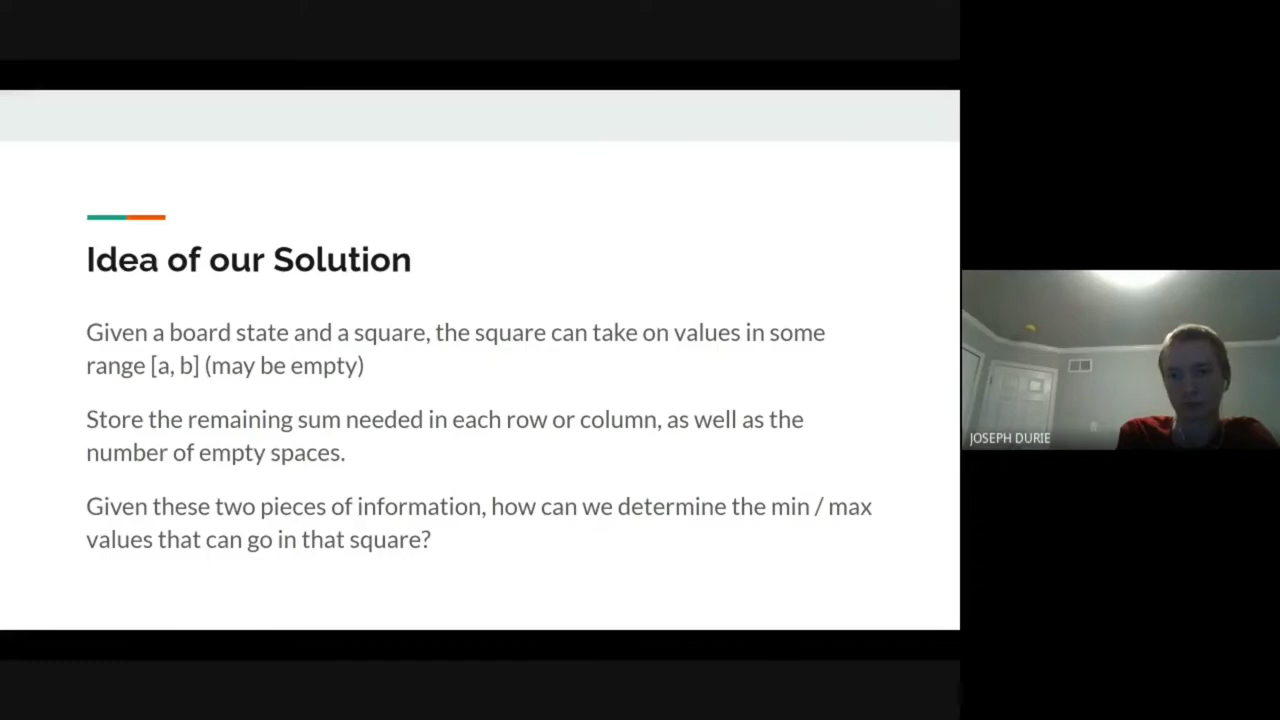 Idea of our Solution
Given a board state and a square, the square can take on values in some
range [a, b] (may be empty)
Store the remaining sum needed in each row or column, as well as the
number of empty spaces.
Given these two pieces of information, how can we determine the min / max
values that can go in that square?
JOSEPH DURIE